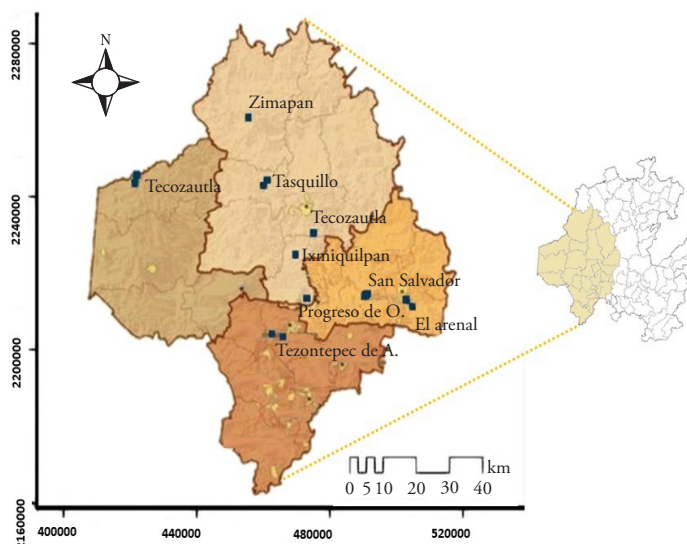 2280000
2240000
2200000
2160000
N
Zimapan
Tecozautla
Tasquillo
Tecozautla
Ixmiquilpan
San Salvador
Progreso de O.
El arenal
Tezontepec de A.
km
0 5 10 20 30 40
400000 440000 480000 520000